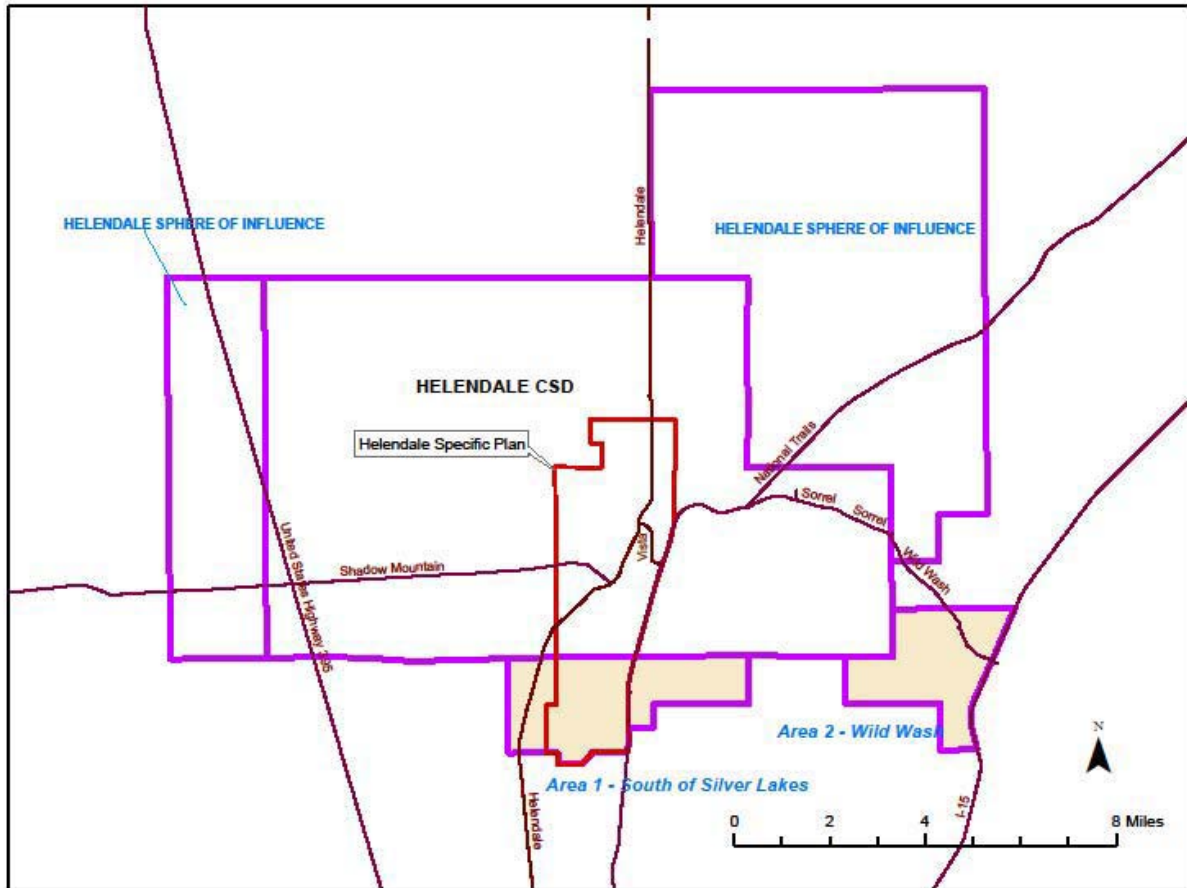 Helendale
HELENDALE SPHERE OF INFLUENCE
HELENDALE SPHERE OF INFLUENCE
HELENDALE CSD
Helendale Specific Plan
National Trails
Sorrel
Sorrel
Vista
Wild Wash
Shadow Mountain
United States Highway 395
Area 2 - Wild Wash
N
Area 1 - South of Silver Lakes
Helendale
I-15
0 2 4 8 Miles